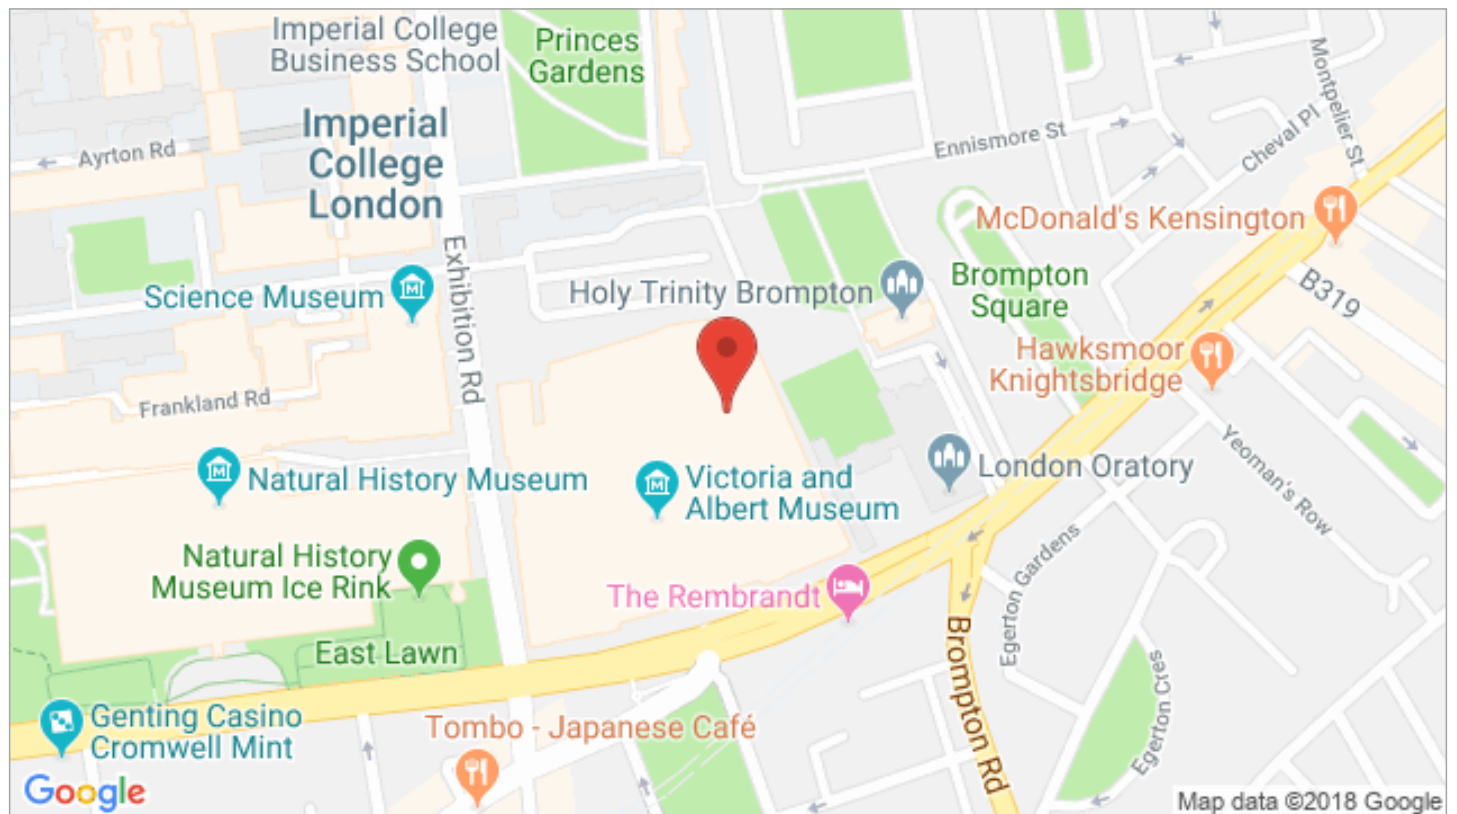 Imperial College
Business School
Princes
Gardens
Montpelier St
Imperial
College
London
Ayrton Rd
Ennismore St
Cheval Pl
McDonald's Kensington
Exhibition Rd
Science Museum
Holy Trinity Brompton
Brompton
Square
B319
Hawksmoor
Knightsbridge
Frankland Rd
Natural History Museum
Victoria and
Albert Museum
London Oratory
Yeoman's Row
Natural History
Museum Ice Rink
The Rembrandt
Egerton Gardens
East Lawn
Brompton Rd
Egerton Cres
Genting Casino
Cromwell Mint
Tombo - Japanese Café
Google
Map data ©2018 Google